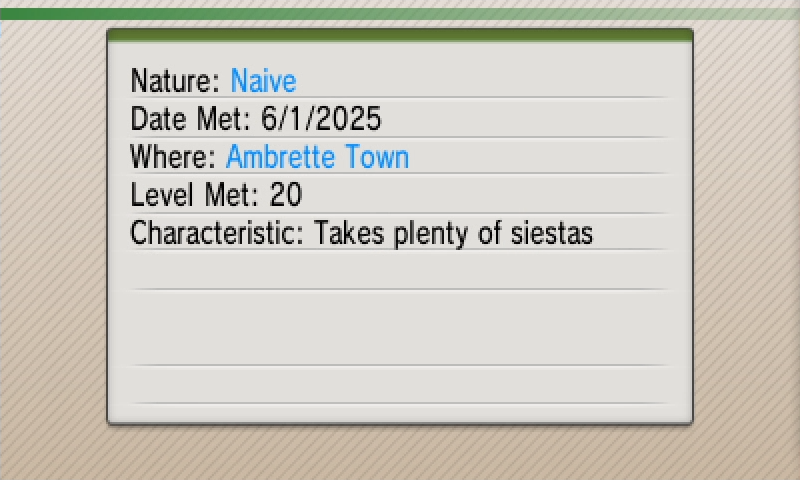 Nature: Naive
Date Met: 6/1/2025
Where: Ambrette Town
Level Met: 20
Characteristic: Takes plenty of siestas